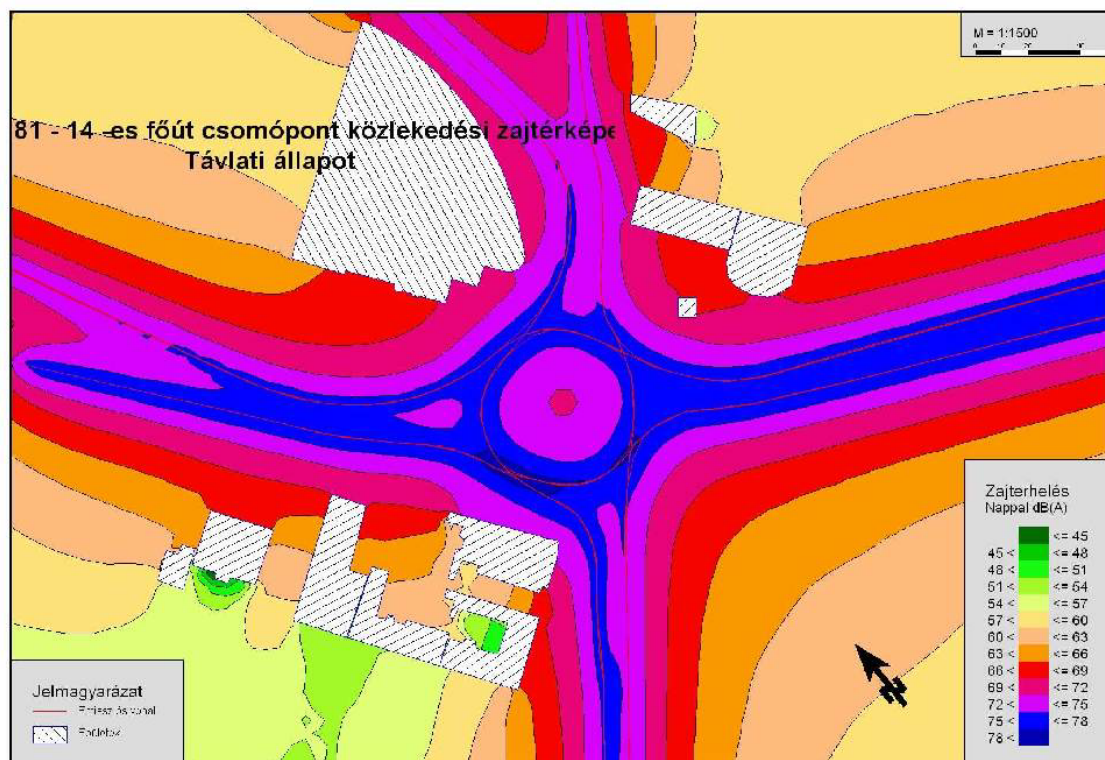 M = 1:1500
81 - 14 -es főút csomópont közlekedési zajtérképe
Távlati állapot
Zajterhelés
Nappal dB(A)
<= 45
45 < <= 48
48 < <= 51
51 < <= 54
54 < <= 57
57 < <= 60
60 < <= 63
63 < <= 66
66 < <= 69
69 < <= 72
72 < <= 75
75 < <= 78
78 <
Jelmagyarázat